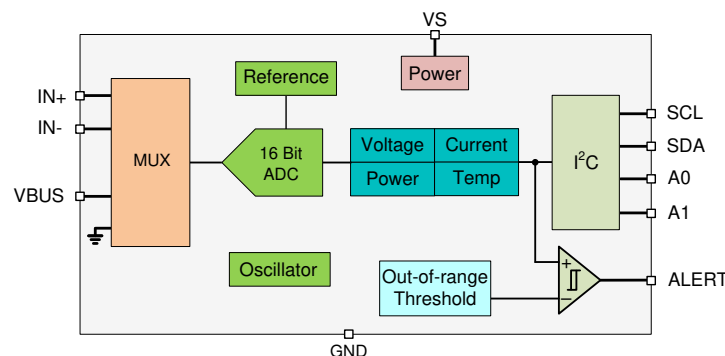 VS
Reference
Power
IN+
IN-
VBUS
MUX
16 Bit
ADC
Voltage
Current
Power
Temp
I²C
SCL
SDA
A0
A1
Oscillator
Out-of-range
Threshold
+
−
ALERT
GND